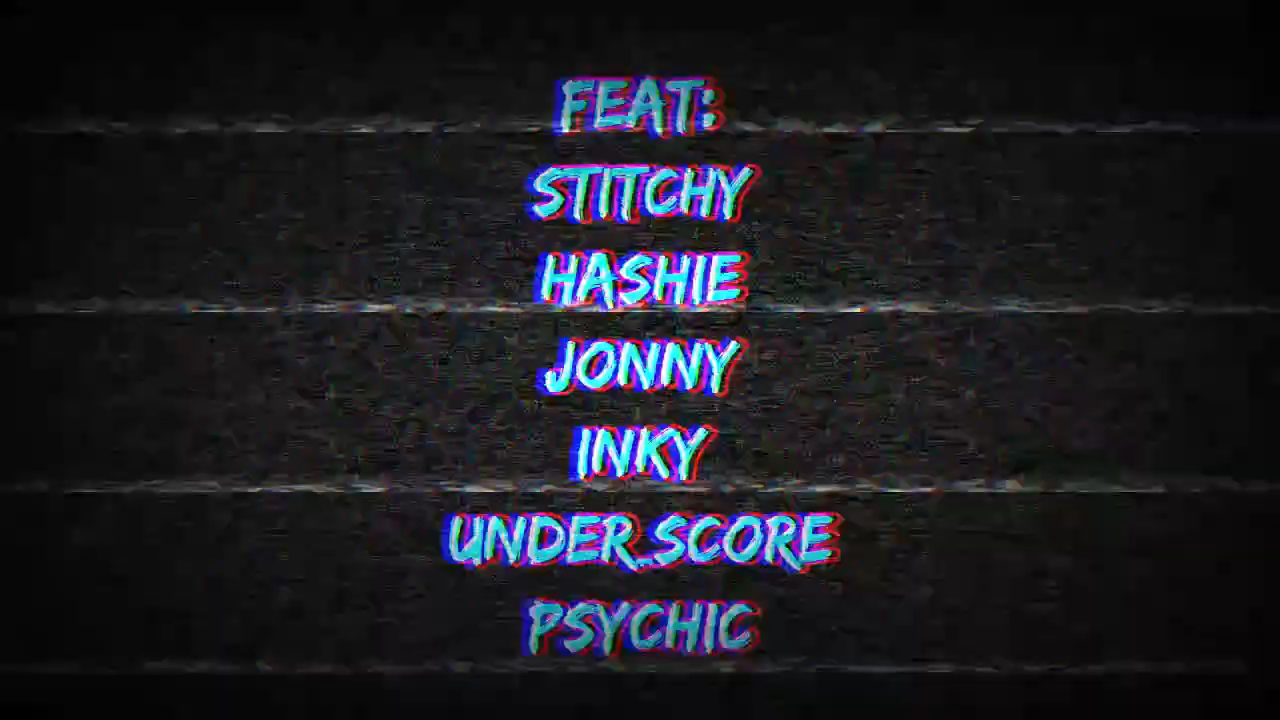 FEAT:
STITCHY
HASHIE
JONNY
INKY
UNDER_SCORE
PSYCHIC